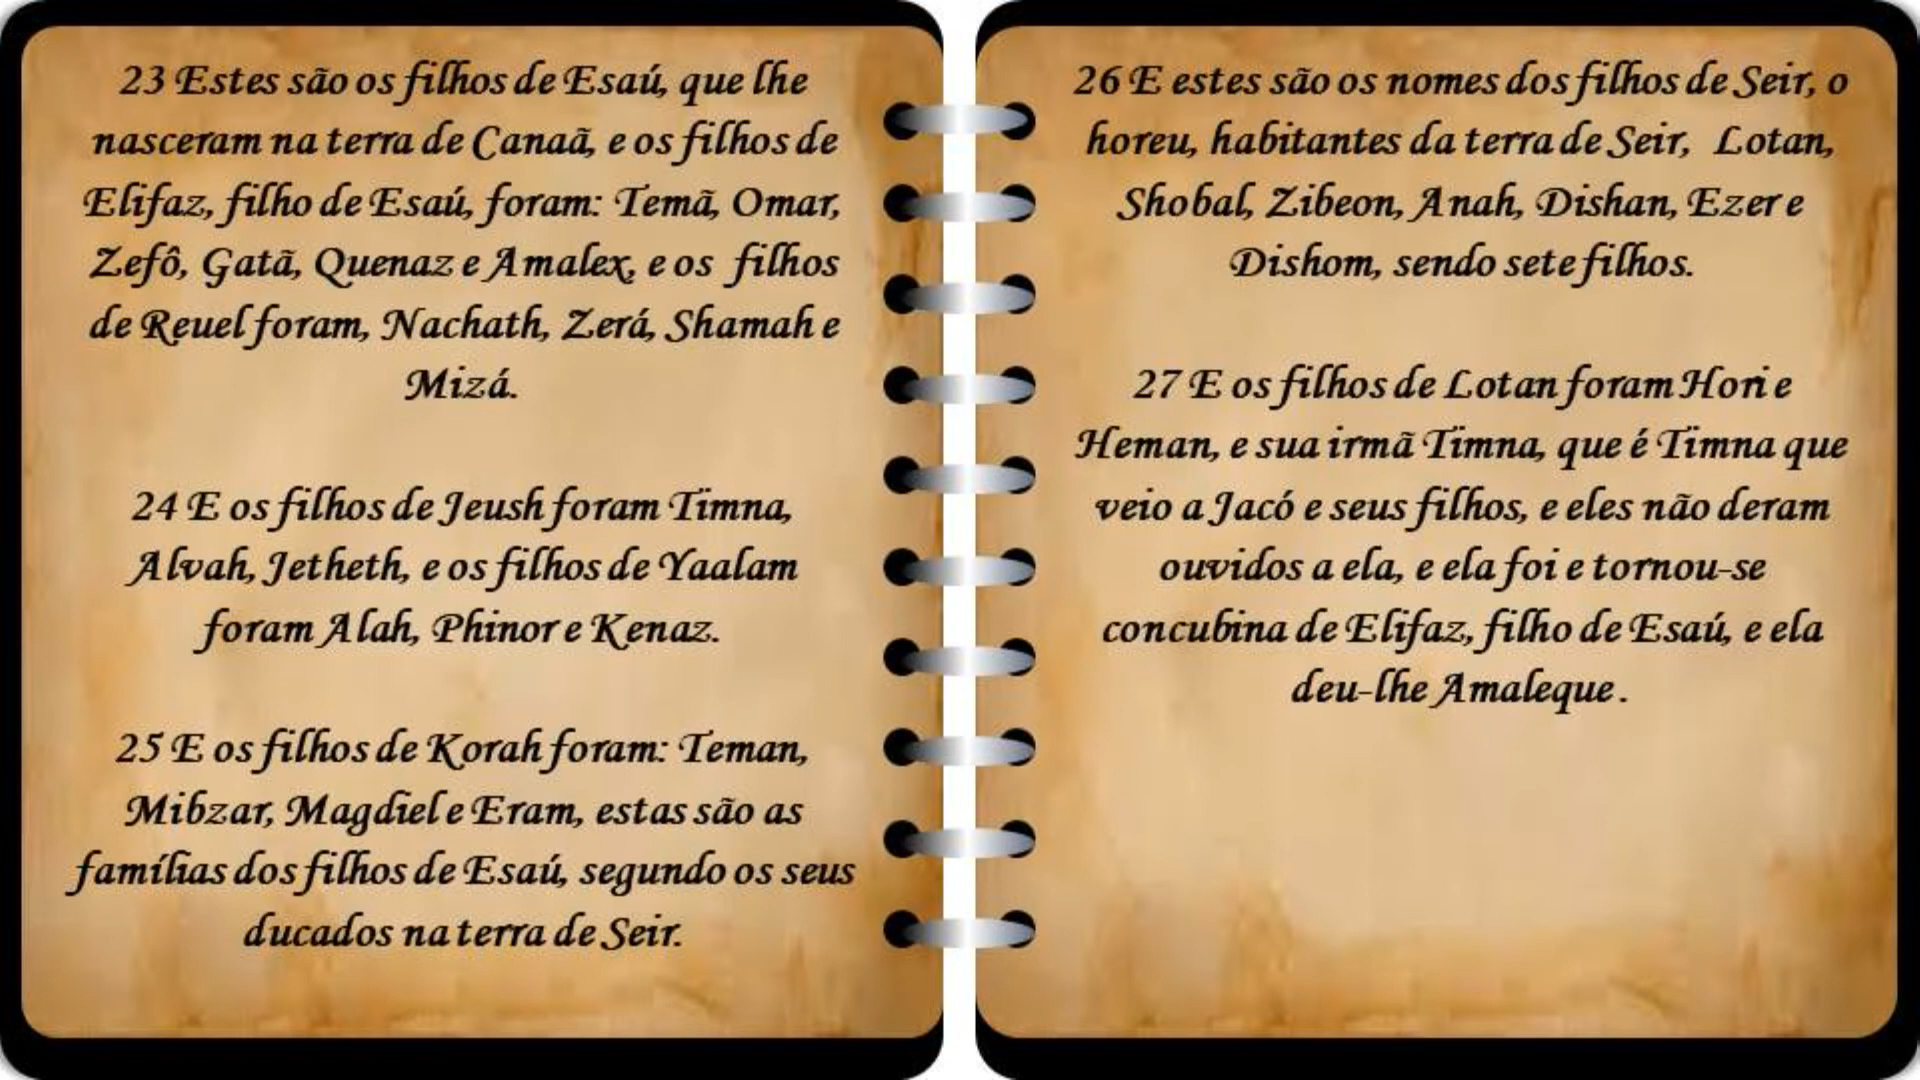 23 Estes são os filhos de Esaú, que lhe
nasceram na terra de Canaã, e os filhos de
Elifaz, filho de Esaú, foram: Temã, Omar,
Zefô, Gatã, Quenaz e Amalex, e os filhos
de Reuel foram, Nachath, Zerá, Shamah e
Mizá.
24 E os filhos de Jeush foram Timna,
Alvah, Jetheth, e os filhos de Yaalam
foram Alah, Phinor e Kenaz.
25 E os filhos de Korah foram: Teman,
Mibzar, Magdiel e Eram, estas são as
famílias dos filhos de Esaú, segundo os seus
ducados na terra de Seir.
26 E estes são os nomes dos filhos de Seir, o
horeu, habitantes da terra de Seir, Lotan,
Shobal, Zibeon, Anah, Dishan, Ezer e
Dishom, sendo sete filhos.
27 E os filhos de Lotan foram Hori e
Heman, e sua irmã Timna, que é Timna que
veio a Jacó e seus filhos, e eles não deram
ouvidos a ela, e ela foi e tornou-se
concubina de Elifaz, filho de Esaú, e ela
deu-lhe Amaleque.